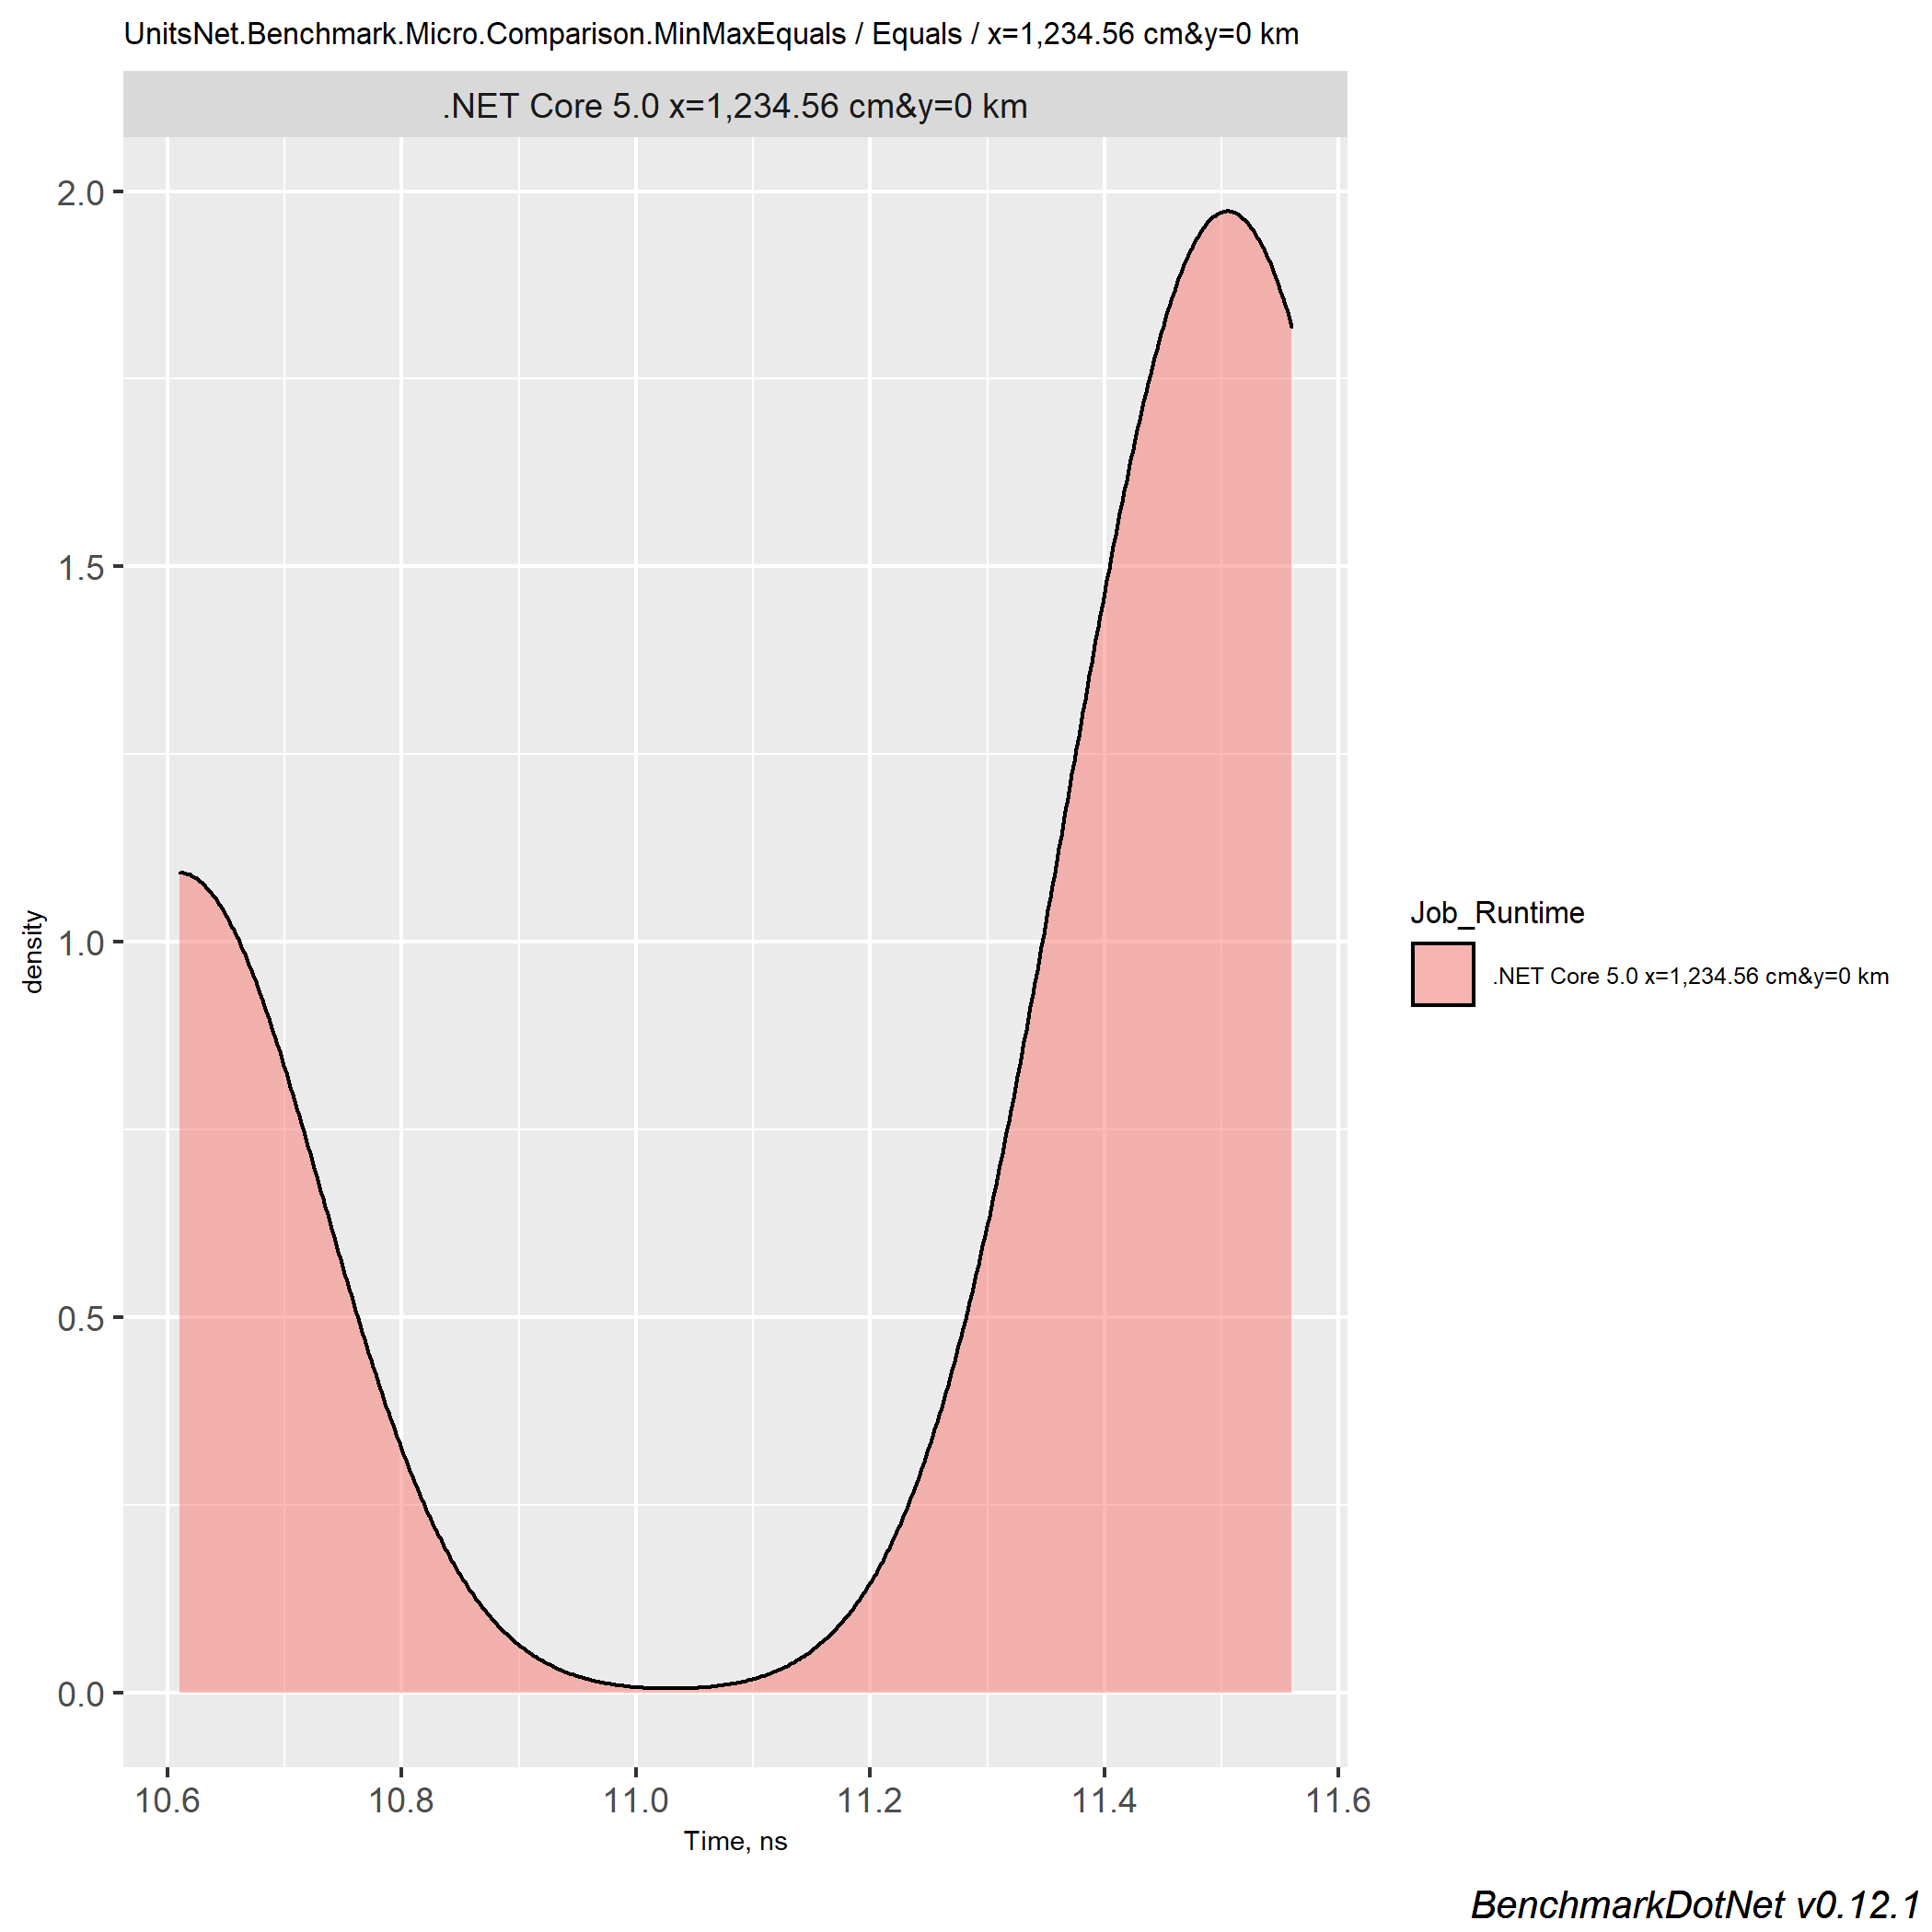 UnitsNet.Benchmark.Micro.Comparison.MinMaxEquals / Equals / x=1,234.56 cm&y=0 km
.NET Core 5.0 x=1,234.56 cm&y=0 km
2.0
1.5
1.0
0.5
0.0
density
10.6 10.8 11.0 11.2 11.4 11.6
Time, ns
Job_Runtime
.NET Core 5.0 x=1,234.56 cm&y=0 km
BenchmarkDotNet v0.12.1